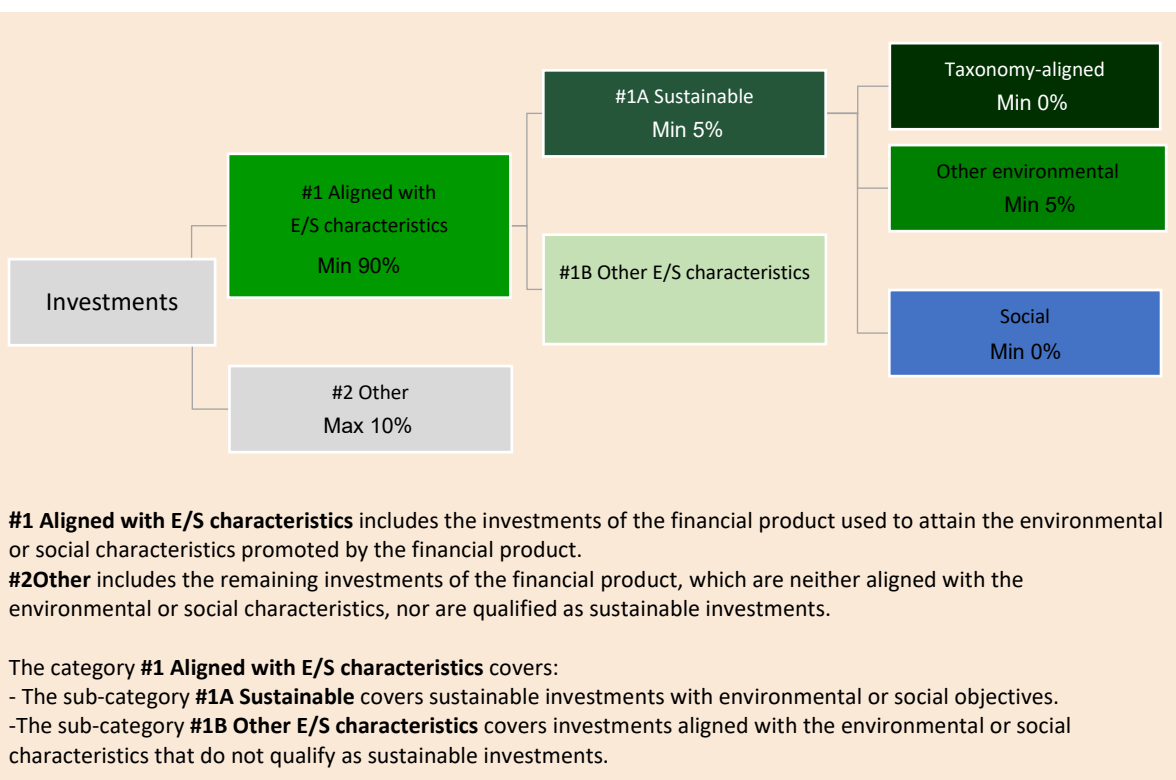 Investments
#1 Aligned with
E/S characteristics
Min 90%
#2 Other
Max 10%
#1A Sustainable
Min 5%
#1B Other E/S characteristics
Taxonomy-aligned
Min 0%
Other environmental
Min 5%
Social
Min 0%
#1 Aligned with E/S characteristics includes the investments of the financial product used to attain the environmental
or social characteristics promoted by the financial product.
#2Other includes the remaining investments of the financial product, which are neither aligned with the
environmental or social characteristics, nor are qualified as sustainable investments.
The category #1 Aligned with E/S characteristics covers:
- The sub-category #1A Sustainable covers sustainable investments with environmental or social objectives.
-The sub-category #1B Other E/S characteristics covers investments aligned with the environmental or social
characteristics that do not qualify as sustainable investments.